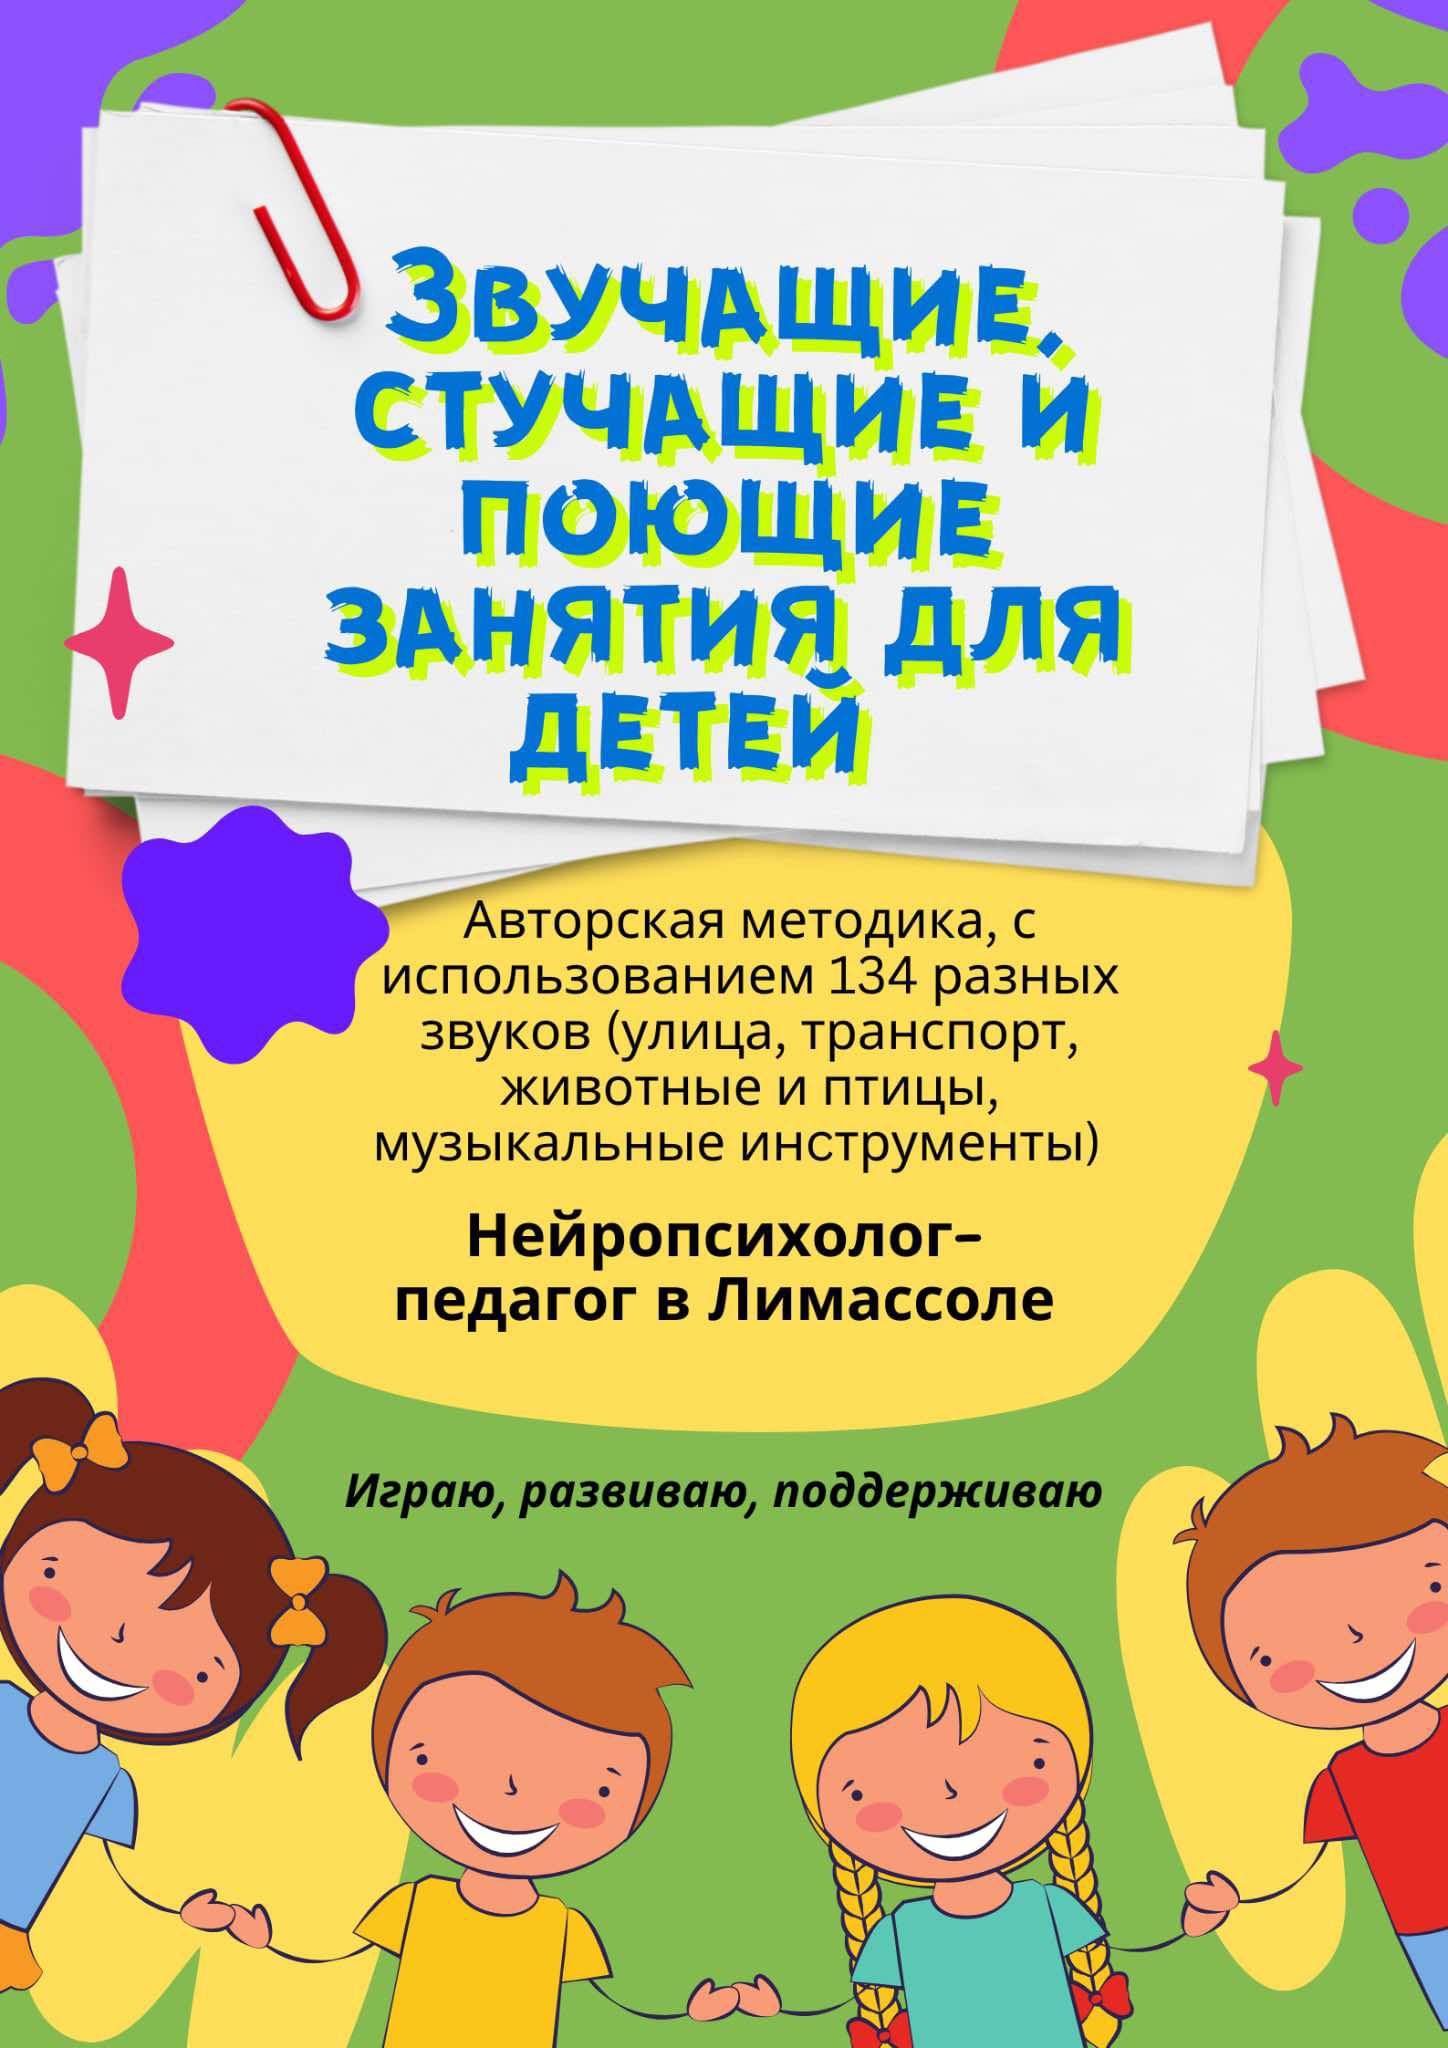 Звучащие,
стучащие и
поющие
занятия для
детей
Авторская методика, с
использованием 134 разных
звуков (улица, транспорт,
животные и птицы,
музыкальные инструменты)
Нейропсихолог-
педагог в Лимассоле
Играю, развиваю, поддерживаю